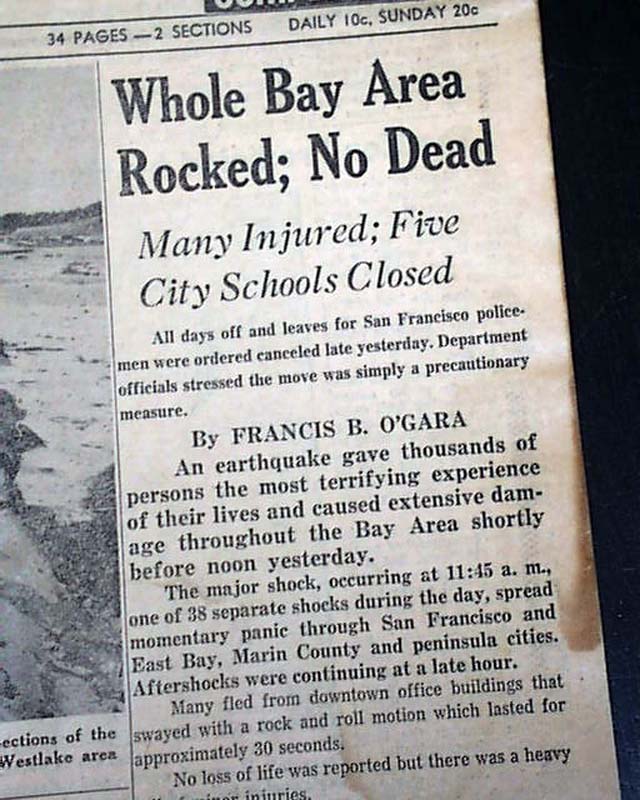 34 PAGES — 2 SECTIONS DAILY 10c, SUNDAY 20c
Whole Bay Area
Rocked; No Dead
Many Injured; Five
City Schools Closed
All days off and leaves for San Francisco police-
men were ordered canceled late yesterday. Department
officials stressed the move was simply a precautionary
measure.
By FRANCIS B. O'GARA
An earthquake gave thousands of
persons the most terrifying experience
of their lives and caused extensive dam-
age throughout the Bay Area shortly
before noon yesterday.
The major shock, occurring at 11:45 a. m.,
one of 38 separate shocks during the day, spread
momentary panic through San Francisco and
East Bay, Marin County and peninsula cities.
Aftershocks were continuing at a late hour.
Many fled from downtown office buildings that
swayed with a rock and roll motion which lasted for
approximately 30 seconds.
No loss of life was reported but there was a heavy
minor injuries.
ections of the
Westlake area